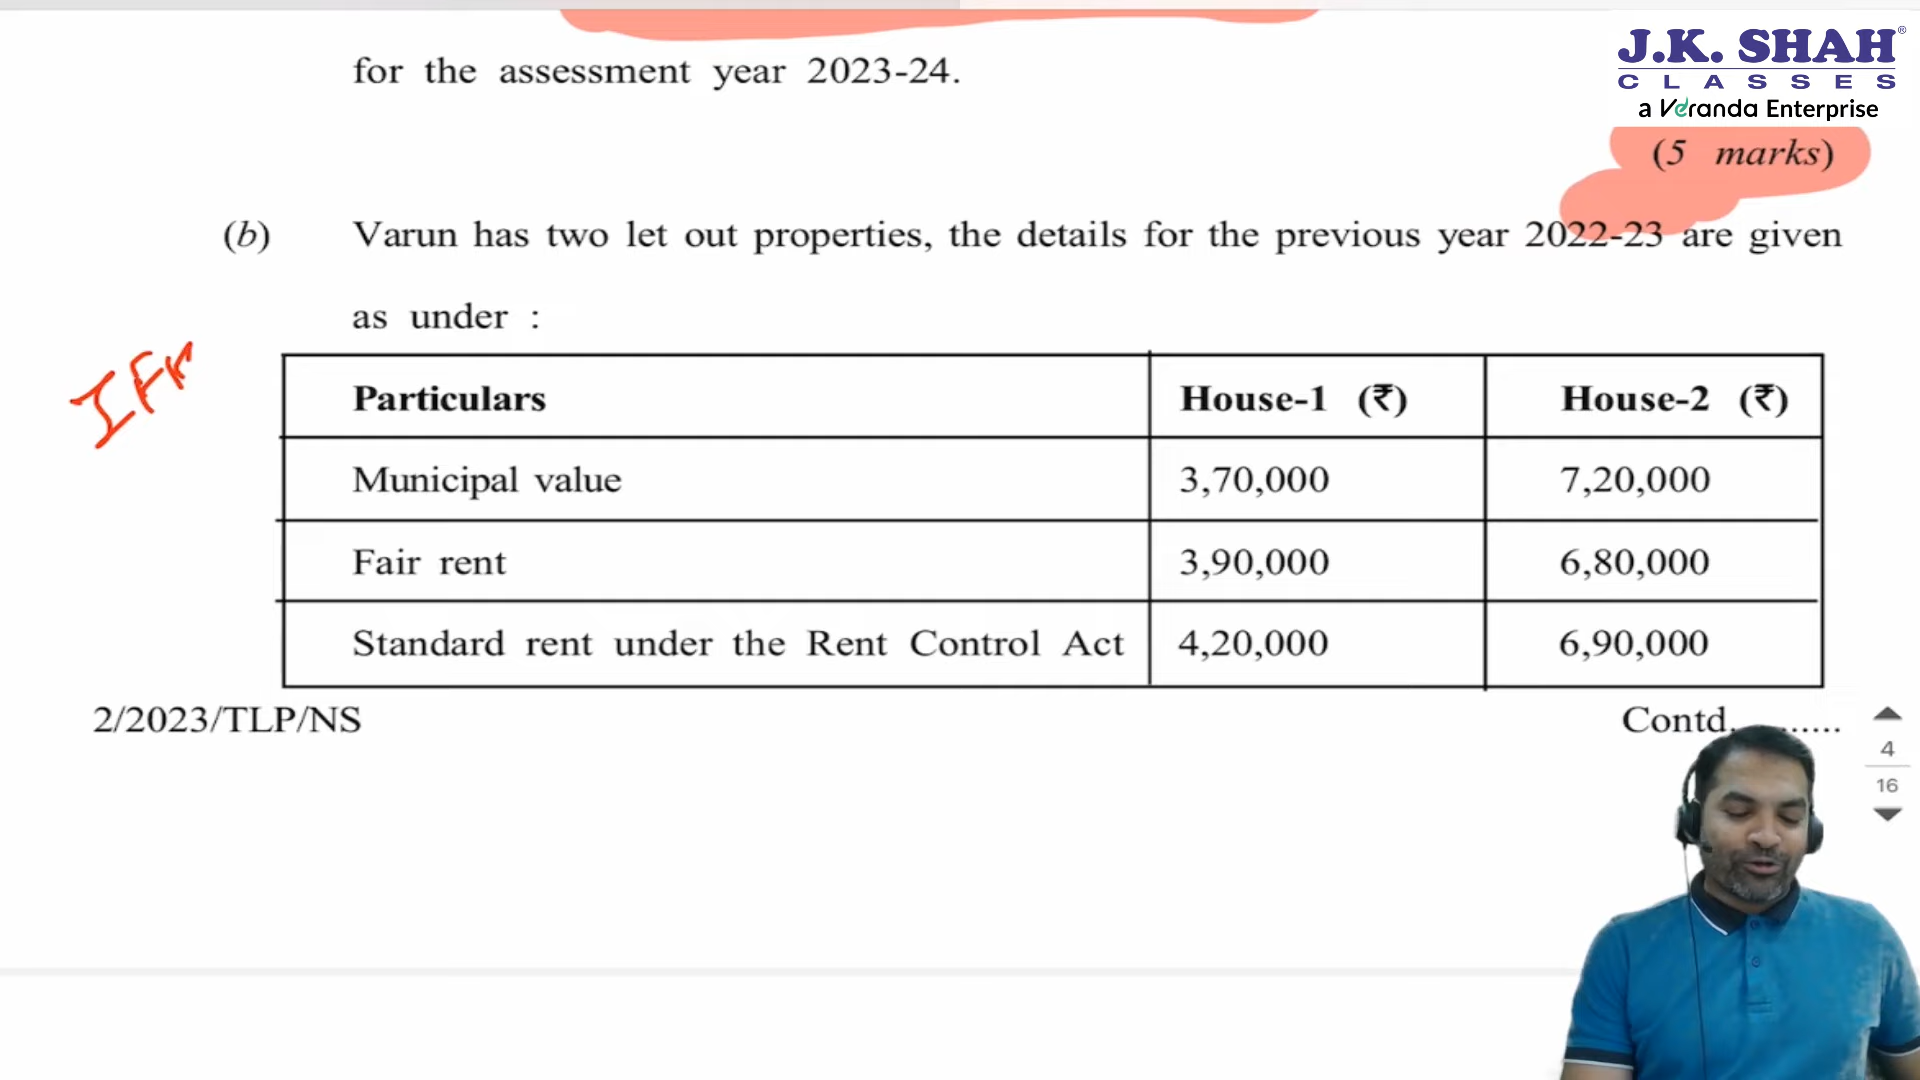 for the assessment year 2023-24.
J.K. SHAH®
CLASSES
a Veranda Enterprise
(5 marks)
(b) Varun has two let out properties, the details for the previous year 2022-23 are given
as under :
Particulars House-1 (₹) House-2 (₹)
Municipal value 3,70,000 7,20,000
Fair rent 3,90,000 6,80,000
Standard rent under the Rent Control Act 4,20,000 6,90,000
2/2023/TLP/NS Contd. ......
4
16